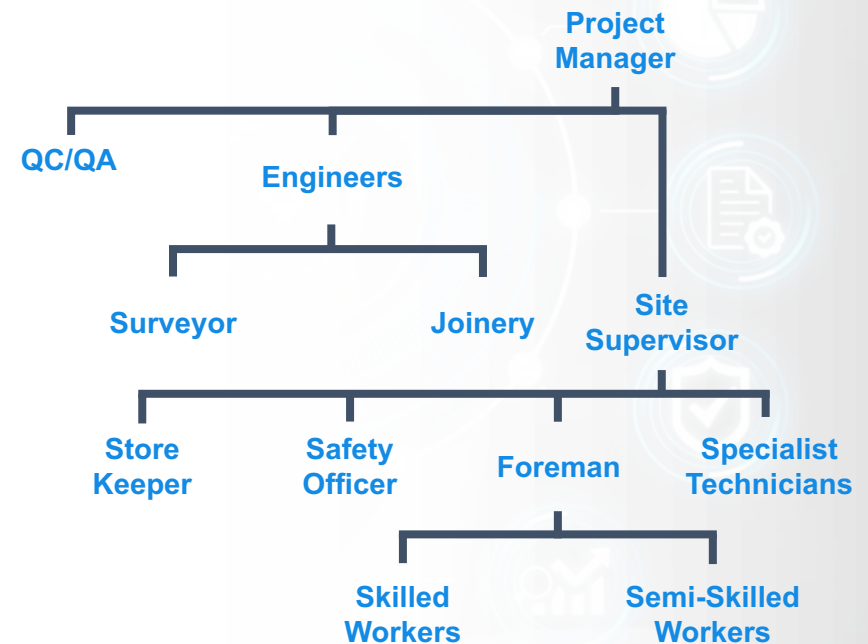 Project
Manager
QC/QA
Engineers
Surveyor
Joinery
Site
Supervisor
Store
Keeper
Safety
Officer
Foreman
Specialist
Technicians
Skilled
Workers
Semi-Skilled
Workers